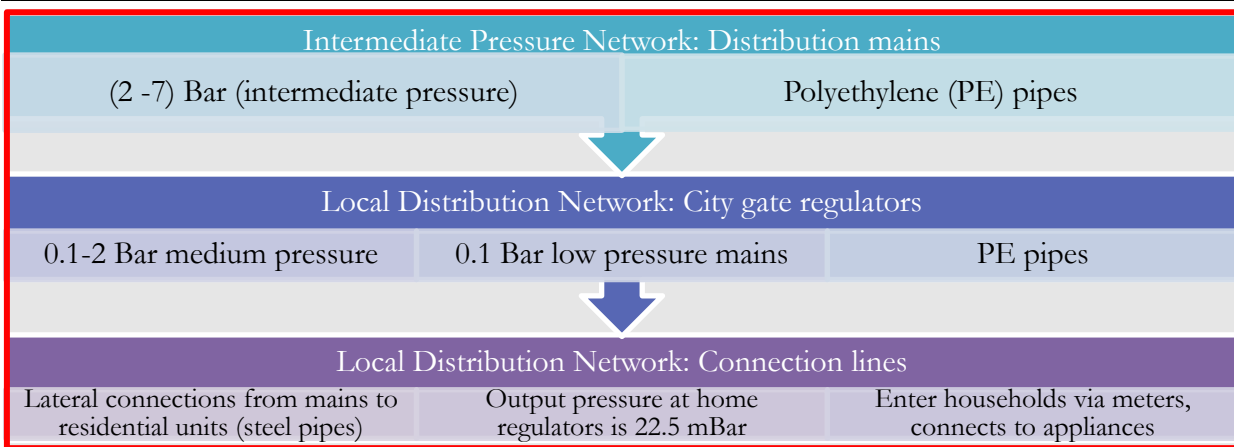 Intermediate Pressure Network: Distribution mains
(2 -7) Bar (intermediate pressure)
Polyethylene (PE) pipes
Local Distribution Network: City gate regulators
0.1-2 Bar medium pressure
0.1 Bar low pressure mains
PE pipes
Local Distribution Network: Connection lines
Lateral connections from mains to
residential units (steel pipes)
Output pressure at home
regulators is 22.5 mBar
Enter households via meters,
connects to appliances